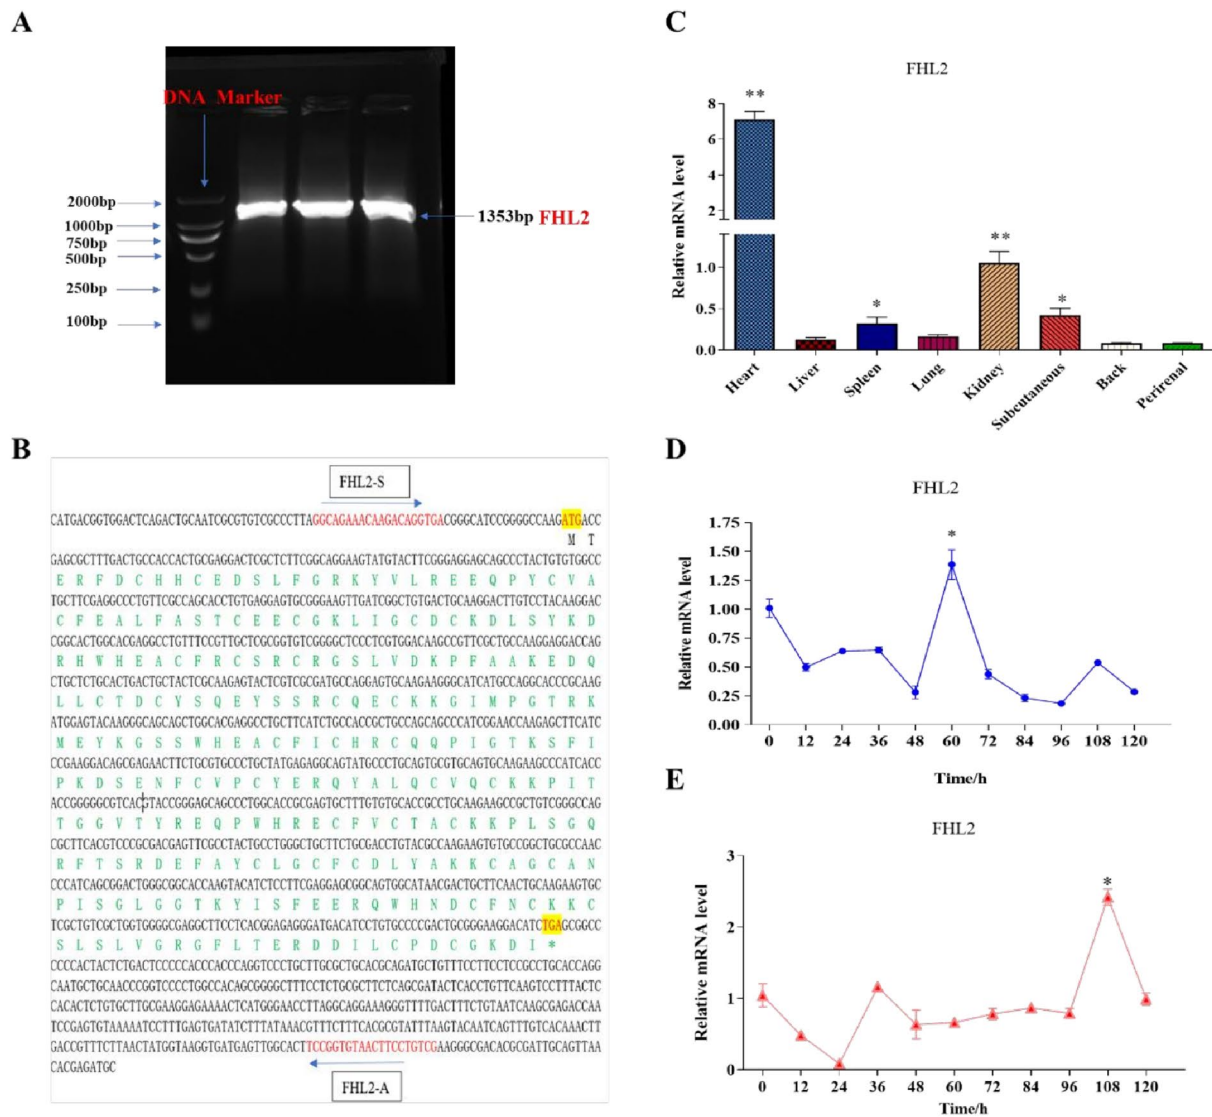 A
DNA Marker
2000bp
1000bp
750bp
500bp
250bp
100bp
1353bp FHL2
B
FHL2-S
CATGACGGTGGACTCAGACTGCAATCGCGTGTCGCCCTTAGGCAGAAACAAGACAGGTGACGGGCATCCGGGGCCAAGATGACC
M T
GAGCGCTTTGACTGCCACCACTGCGAGGACTCGCTCTTCGGCAGGAAGTATGTACTTCGGGAGGAGCAGCCCTACTGTGTGGCC
E R F D C H H C E D S L F G R K Y V L R E E Q P Y C V A
TGCTTCGAGGCCCTGTTCGCCAGCACCTGTGAGGAGTGCGGGAAGTTGATCGGCTGTGACTGCAAGGACTTGTCCTACAAGGAC
C F E A L F A S T C E E C G K L I G C D C K D L S Y K D
CGGCACTGGCACGAGGCCTGTTTCCGTTGCTCGCGGTGTCGGGGCTCCCTCGTGGACAAGCCGTTCGCTGCCAAGGAGGACCAG
R H W H E A C F R C S R C R G S L V D K P F A A K E D Q
CTGCTCTGCACTGACTGCTACTCGCAAGAGTACTCGTCGCGATGCCAGGAGTGCAAGAAGGGCATCATGCCAGGCACCCGCAAG
L L C T D C Y S Q E Y S S R C Q E C K K G I M P G T R K
ATGGAGTACAAGGGCAGCAGCTGGCACGAGGCCTGCTTCATCTGCCACCGCTGCCAGCAGCCCATCGGAACCAAGAGCTTCATC
M E Y K G S S W H E A C F I C H R C Q Q P I G T K S F I
CCGAAGGACAGCGAGAACTTCTGCGTGCCCTGCTATGAGAGGCAGTATGCCCTGCAGTGCGTGCAGTGCAAGAAGCCCATCACC
P K D S E N F C V P C Y E R Q Y A L Q C V Q C K K P I T
ACCGGGGGCGTCACGTACCGGGAGCAGCCCTGGCACCGCGAGTGCTTTGTGTGCACCGCCTGCAAGAAGCCGCTGTCGGGCCAG
T G G V T Y R E Q P W H R E C F V C T A C K K P L S G Q
CGCTTCACGTCCCGCGACGAGTTCGCCTACTGCCTGGGCTGCTTCTGCGACCTGTACGCCAAGAAGTGTGCCGGCTGCGCCAAC
R F T S R D E F A Y C L G C F C D L Y A K K C A G C A N
CCCATCAGCGGACTGGGCGGCACCAAGTACATCTCCTTCGAGGAGCGGCAGTGGCATAACGACTGCTTCAACTGCAAGAAGTGC
P I S G L G G T K Y I S F E E R Q W H N D C F N C K K C
TCGCTGTCGCTGGTGGGGCGAGGCTTCCTCACGGAGAGGGATGACATCCTGTGCCCCGACTGCGGGAAGGACATCTGAGCGGCC
S L S L V G R G F L T E R D D I L C P D C G K D I *
CCCCACTACTCTGACTCCCCCACCCACCCAGGTCCCTGCTTGCGCTGCACGCAGATGCTGTTTCCTTCCTCCGCCTGCACCAGG
CAATGCTGCAACCCGGTCCCCTGGCCACAGCGGGGCTTTCCTCTGCGCTTCTCAGCGATACTCACCTGTTCAAGTCCTTTACTC
CACACTCTGTGCTTGCGAAGGAGAAAACTCATGGGAACCTTAGGCAGGAAAGGGTTTTGACTTTCTGTAATCAAGCGAGACCAA
TCCGAGTGTAAAAATCCTTTGAGTGATATCTTTATAAACGTTTCTTTCACGCGTATTTAAGTACAATCAGTTTGTCACAAACTT
GACCGTTTCTTAACTATGGTAAGGTGATGAGTTGGCACTTCCGGTGTAACTTCCTGTCGAAGGGCGACACGCGATTGCAGTTAA
CACGAGATGC
FHL2-A
C
FHL2
Relative mRNA level
8
6
4
2
1.0
0.5
0.0
**
*
**
*
Heart
Liver
Spleen
Lung
Kidney
Subcutaneous
Back
Perirenal
D
FHL2
Relative mRNA level
1.75
1.50
1.25
1.00
0.75
0.50
0.25
0.00
*
0 12 24 36 48 60 72 84 96 108 120
Time/h
E
FHL2
Relative mRNA level
3
2
1
0
*
0 12 24 36 48 60 72 84 96 108 120
Time/h